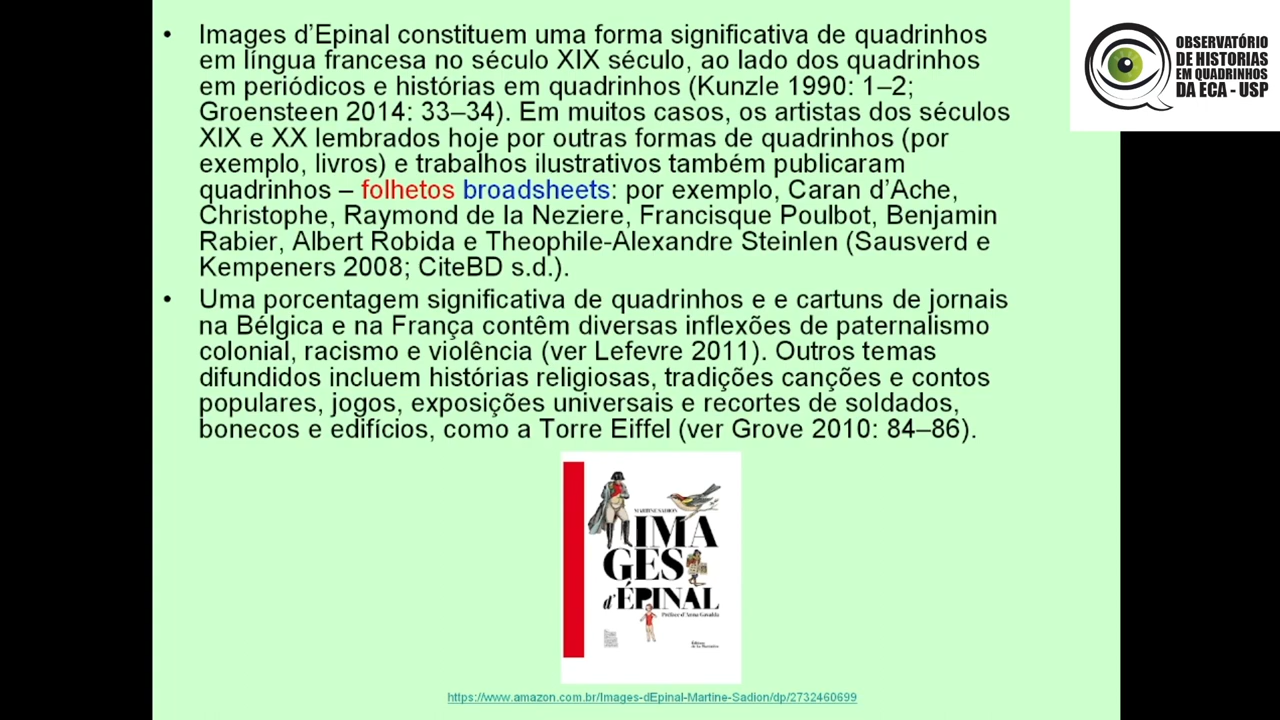 • Images d’Epinal constituem uma forma significativa de quadrinhos
em língua francesa no século XIX século, ao lado dos quadrinhos
em periódicos e histórias em quadrinhos (Kunzle 1990: 1–2;
Groensteen 2014: 33–34). Em muitos casos, os artistas dos séculos
XIX e XX lembrados hoje por outras formas de quadrinhos (por
exemplo, livros) e trabalhos ilustrativos também publicaram
quadrinhos – folhetos broadsheets: por exemplo, Caran d’Ache,
Christophe, Raymond de la Neziere, Francisque Poulbot, Benjamin
Rabier, Albert Robida e Theophile-Alexandre Steinlen (Sausverd e
Kempeners 2008; CiteBD s.d.).
• Uma porcentagem significativa de quadrinhos e e cartuns de jornais
na Bélgica e na França contêm diversas inflexões de paternalismo
colonial, racismo e violência (ver Lefevre 2011). Outros temas
difundidos incluem histórias religiosas, tradições canções e contos
populares, jogos, exposições universais e recortes de soldados,
bonecos e edifícios, como a Torre Eiffel (ver Grove 2010: 84–86).
OBSERVATÓRIO
DE HISTORIAS
EM QUADRINHOS
DA ECA - USP
MARTINE SADION
IMA
GES
d’ÉPINAL
Préface d’Anna Gavalda
https://www.amazon.com.br/Images-dEpinal-Martine-Sadion/dp/2732460699